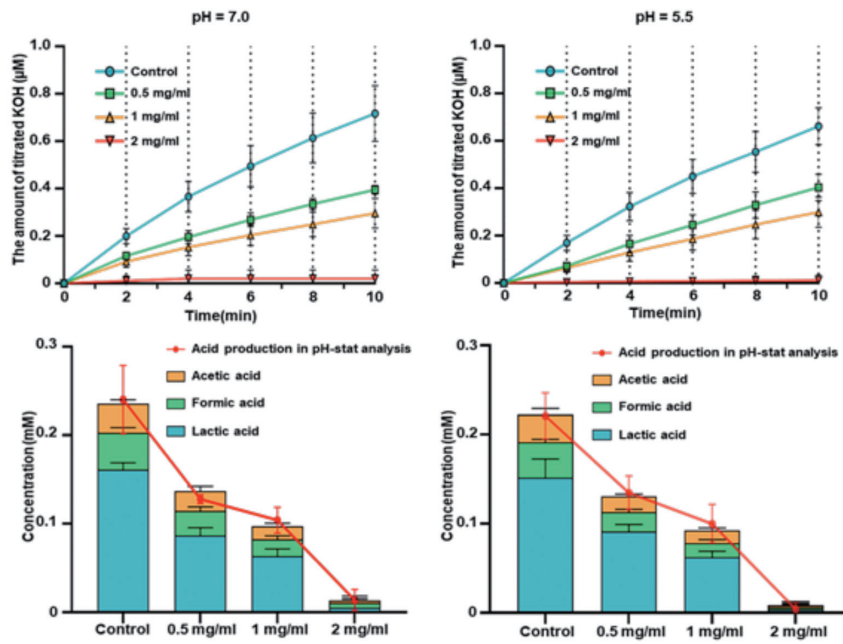 pH = 7.0
The amount of titrated KOH (μM)
1.0
0.8
0.6
0.4
0.2
0
Control
0.5 mg/ml
1 mg/ml
2 mg/ml
0 2 4 6 8 10
Time(min)
pH = 5.5
The amount of titrated KOH (μM)
1.0
0.8
0.6
0.4
0.2
0
Control
0.5 mg/ml
1 mg/ml
2 mg/ml
0 2 4 6 8 10
Time(min)
Concentration (mM)
0.3
0.2
0.1
0
Acid production in pH-stat analysis
Acetic acid
Formic acid
Lactic acid
Control 0.5 mg/ml 1 mg/ml 2 mg/ml
Concentration (mM)
0.3
0.2
0.1
0
Acid production in pH-stat analysis
Acetic acid
Formic acid
Lactic acid
Control 0.5 mg/ml 1 mg/ml 2 mg/ml